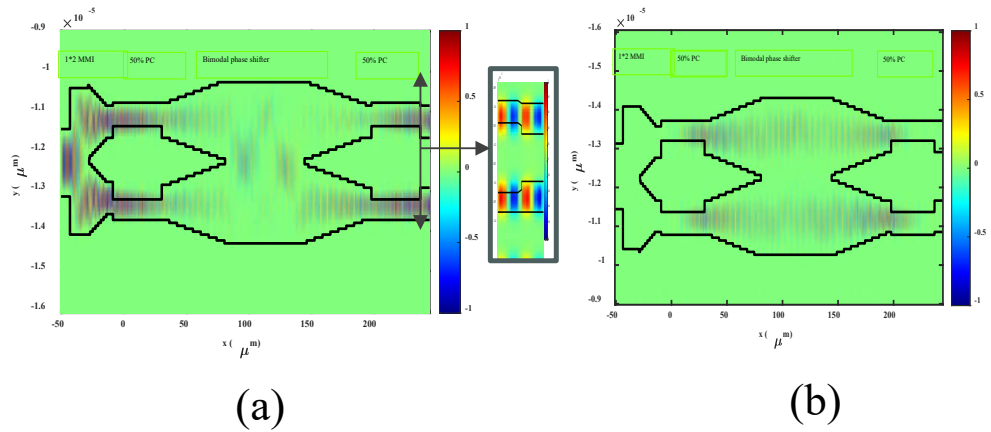 × 10 -5
-0.9
-1
-1.1
-1.2
-1.3
-1.4
-1.5
-1.6
y ( μm)
1*2 MMI
50% PC
Bimodal phase shifter
50% PC
-50 0 50 100 150 200
x ( μm)
1
0.5
0
-0.5
-1
(a)
× 10 -5
-1.6
-1.5
-1.4
-1.3
-1.2
-1.1
-1
-0.9
y ( μm)
1*2 MMI
50% PC
Bimodal phase shifter
50% PC
-50 0 50 100 150 200
x ( μm)
1
0.5
0
-0.5
-1
(b)